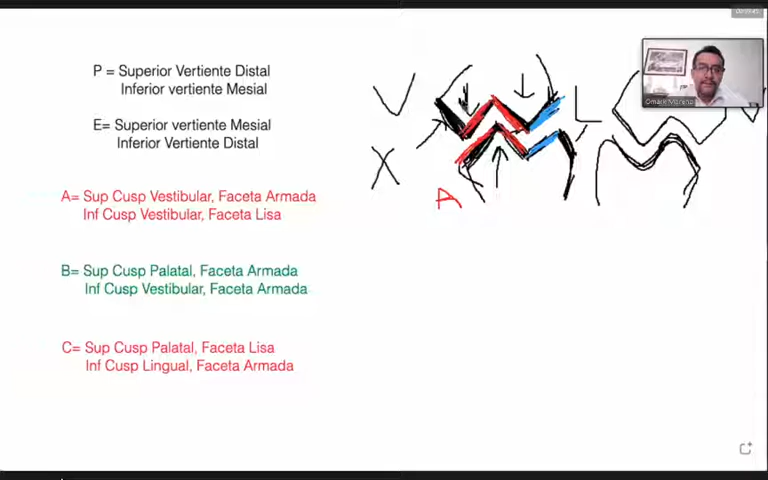 P = Superior Vertiente Distal
Inferior vertiente Mesial
E= Superior vertiente Mesial
Inferior Vertiente Distal
A= Sup Cusp Vestibular, Faceta Armada
Inf Cusp Vestibular, Faceta Lisa
B= Sup Cusp Palatal, Faceta Armada
Inf Cusp Vestibular, Faceta Armada
C= Sup Cusp Palatal, Faceta Lisa
Inf Cusp Lingual, Faceta Armada
V
L
X
A
Omark Moreno